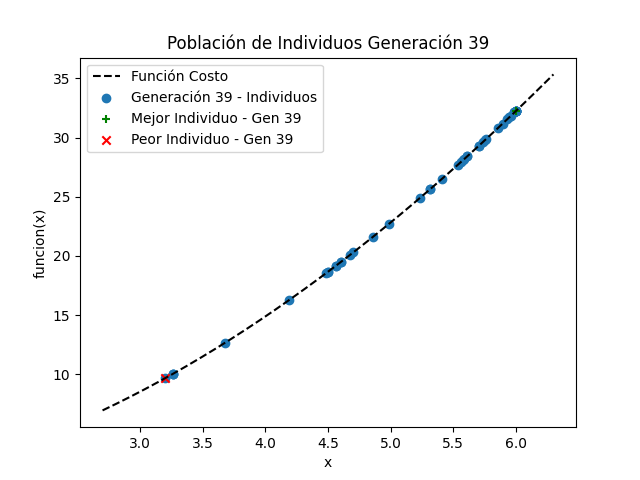 Población de Individuos Generación 39
Función Costo
Generación 39 - Individuos
Mejor Individuo - Gen 39
Peor Individuo - Gen 39
35
30
25
20
15
10
funcion(x)
3.0 3.5 4.0 4.5 5.0 5.5 6.0
x